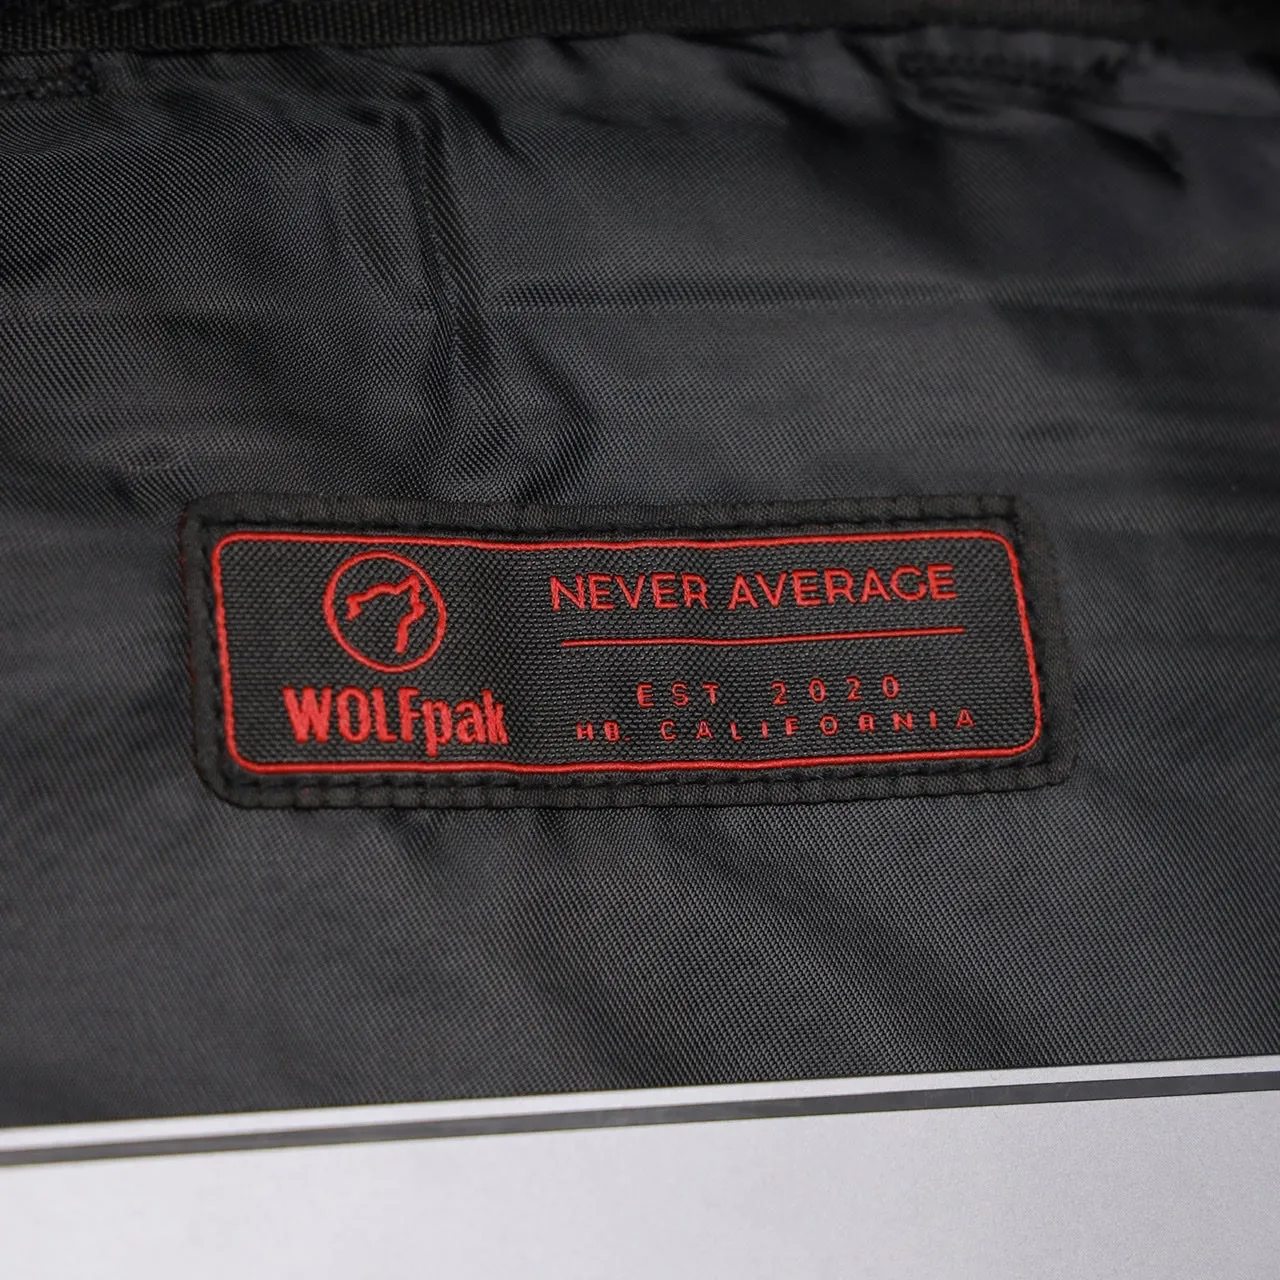 WOLFpak
NEVER AVERAGE
EST 2020
HB. CALIFORNIA